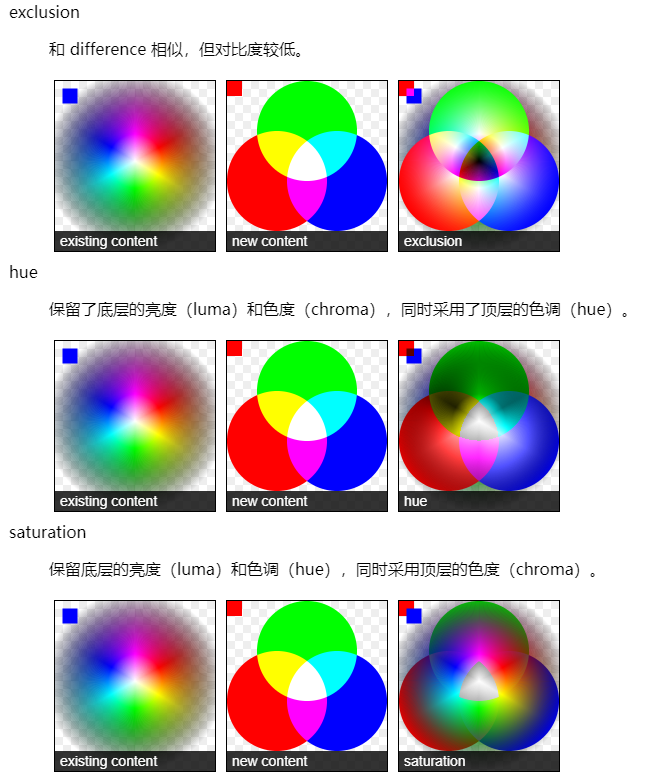 exclusion
和 difference 相似，但对比度较低。
existing content
new content
exclusion
hue
保留了底层的亮度（luma）和色度（chroma），同时采用了顶层的色调（hue）。
existing content
new content
hue
saturation
保留底层的亮度（luma）和色调（hue），同时采用顶层的色度（chroma）。
existing content
new content
saturation